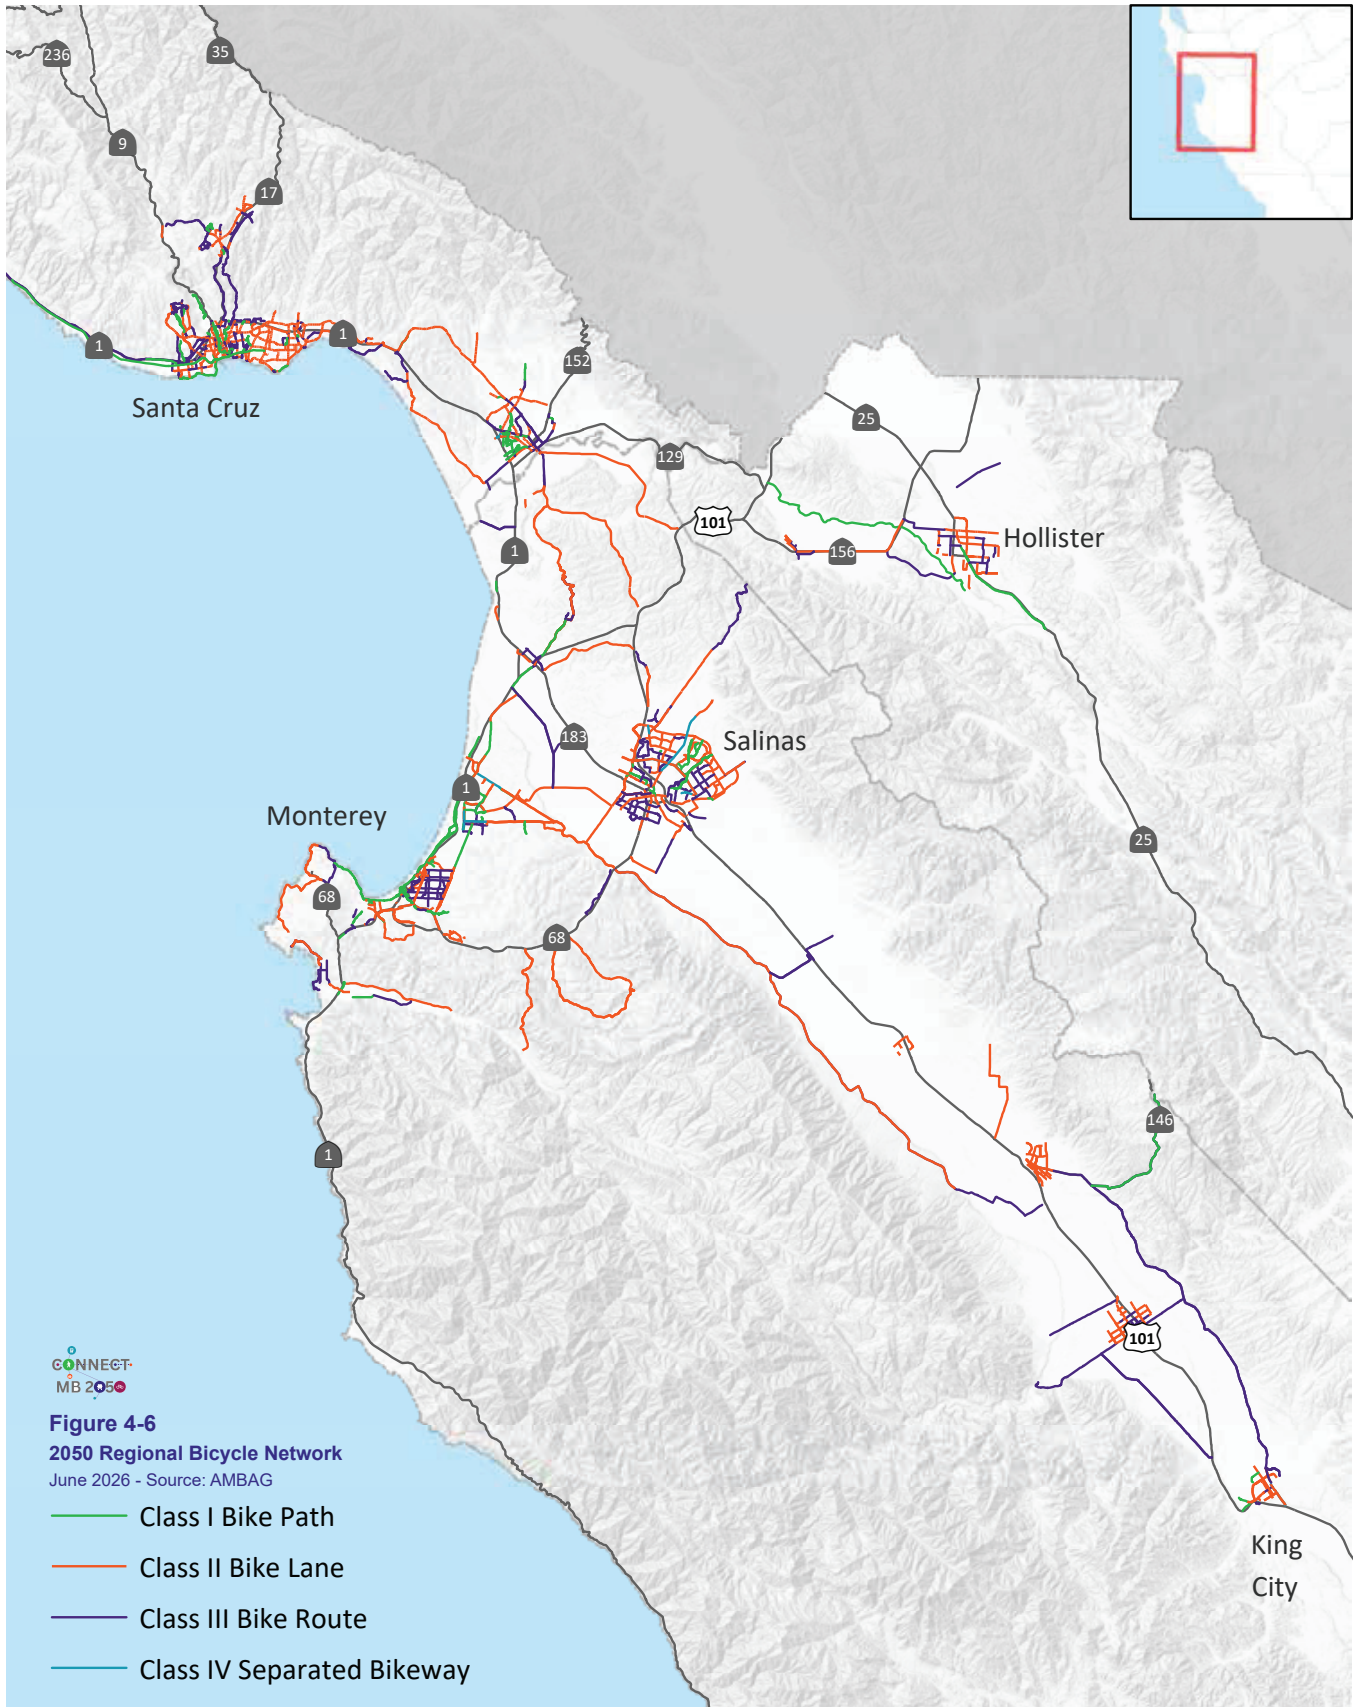 236
35
9
17
1
1
Santa Cruz
152
25
129
101
Hollister
1
156
183
Salinas
1
Monterey
25
68
68
146
1
101
CONNECT
MB 2050
Figure 4-6
2050 Regional Bicycle Network
June 2026 - Source: AMBAG
Class I Bike Path
Class II Bike Lane
Class III Bike Route
Class IV Separated Bikeway
King
City